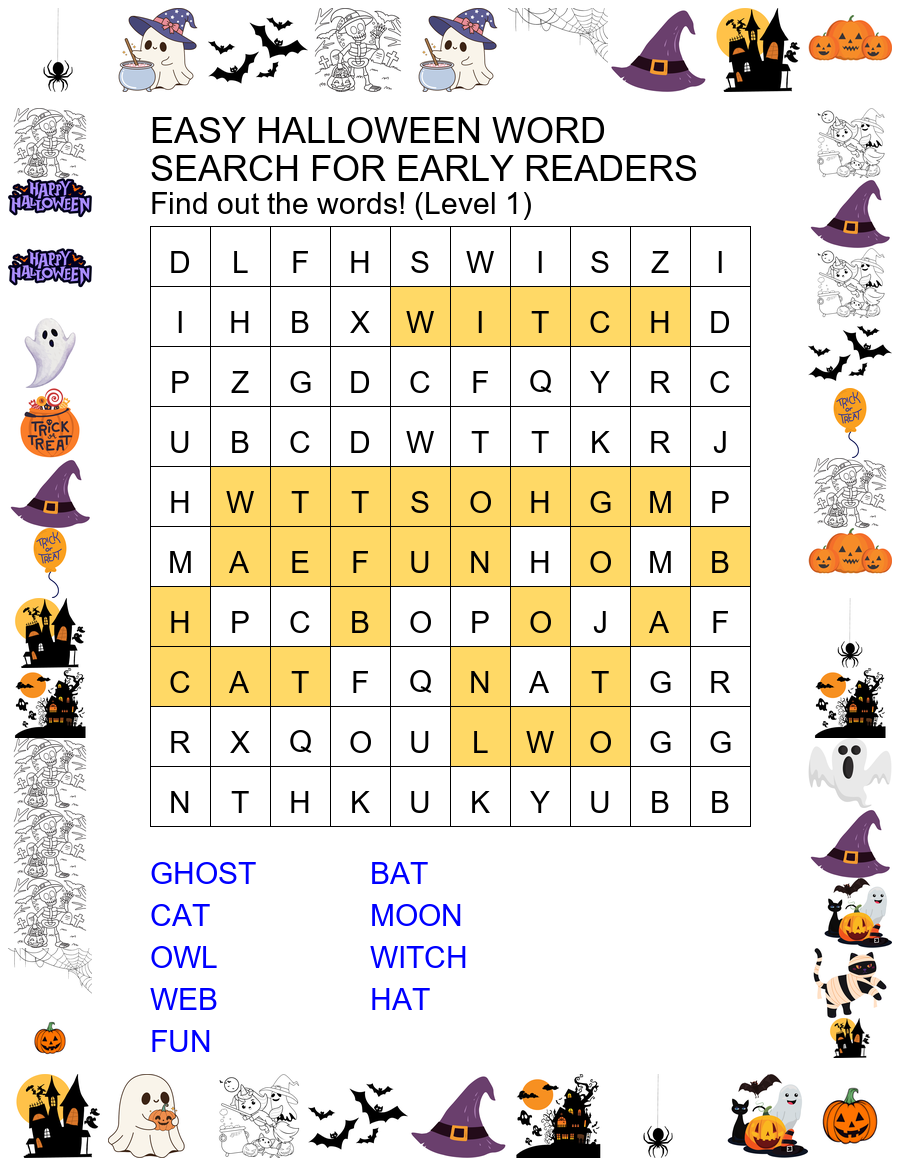 EASY HALLOWEEN WORD
SEARCH FOR EARLY READERS
Find out the words! (Level 1)
D L F H S W I S Z I
I H B X W I T C H D
P Z G D C F Q Y R C
U B C D W T T K R J
H W T T S O H G M P
M A E F U N H O M B
H P C B O P O J A F
C A T F Q N A T G R
R X Q O U L W O G G
N T H K U K Y U B B
GHOST BAT
CAT MOON
OWL WITCH
WEB HAT
FUN
HAPPY
HALLOWEEN
HAPPY
HALLOWEEN
TRICK
OR
TREAT
TRICK
or
TREAT
TRICK
or
TREAT